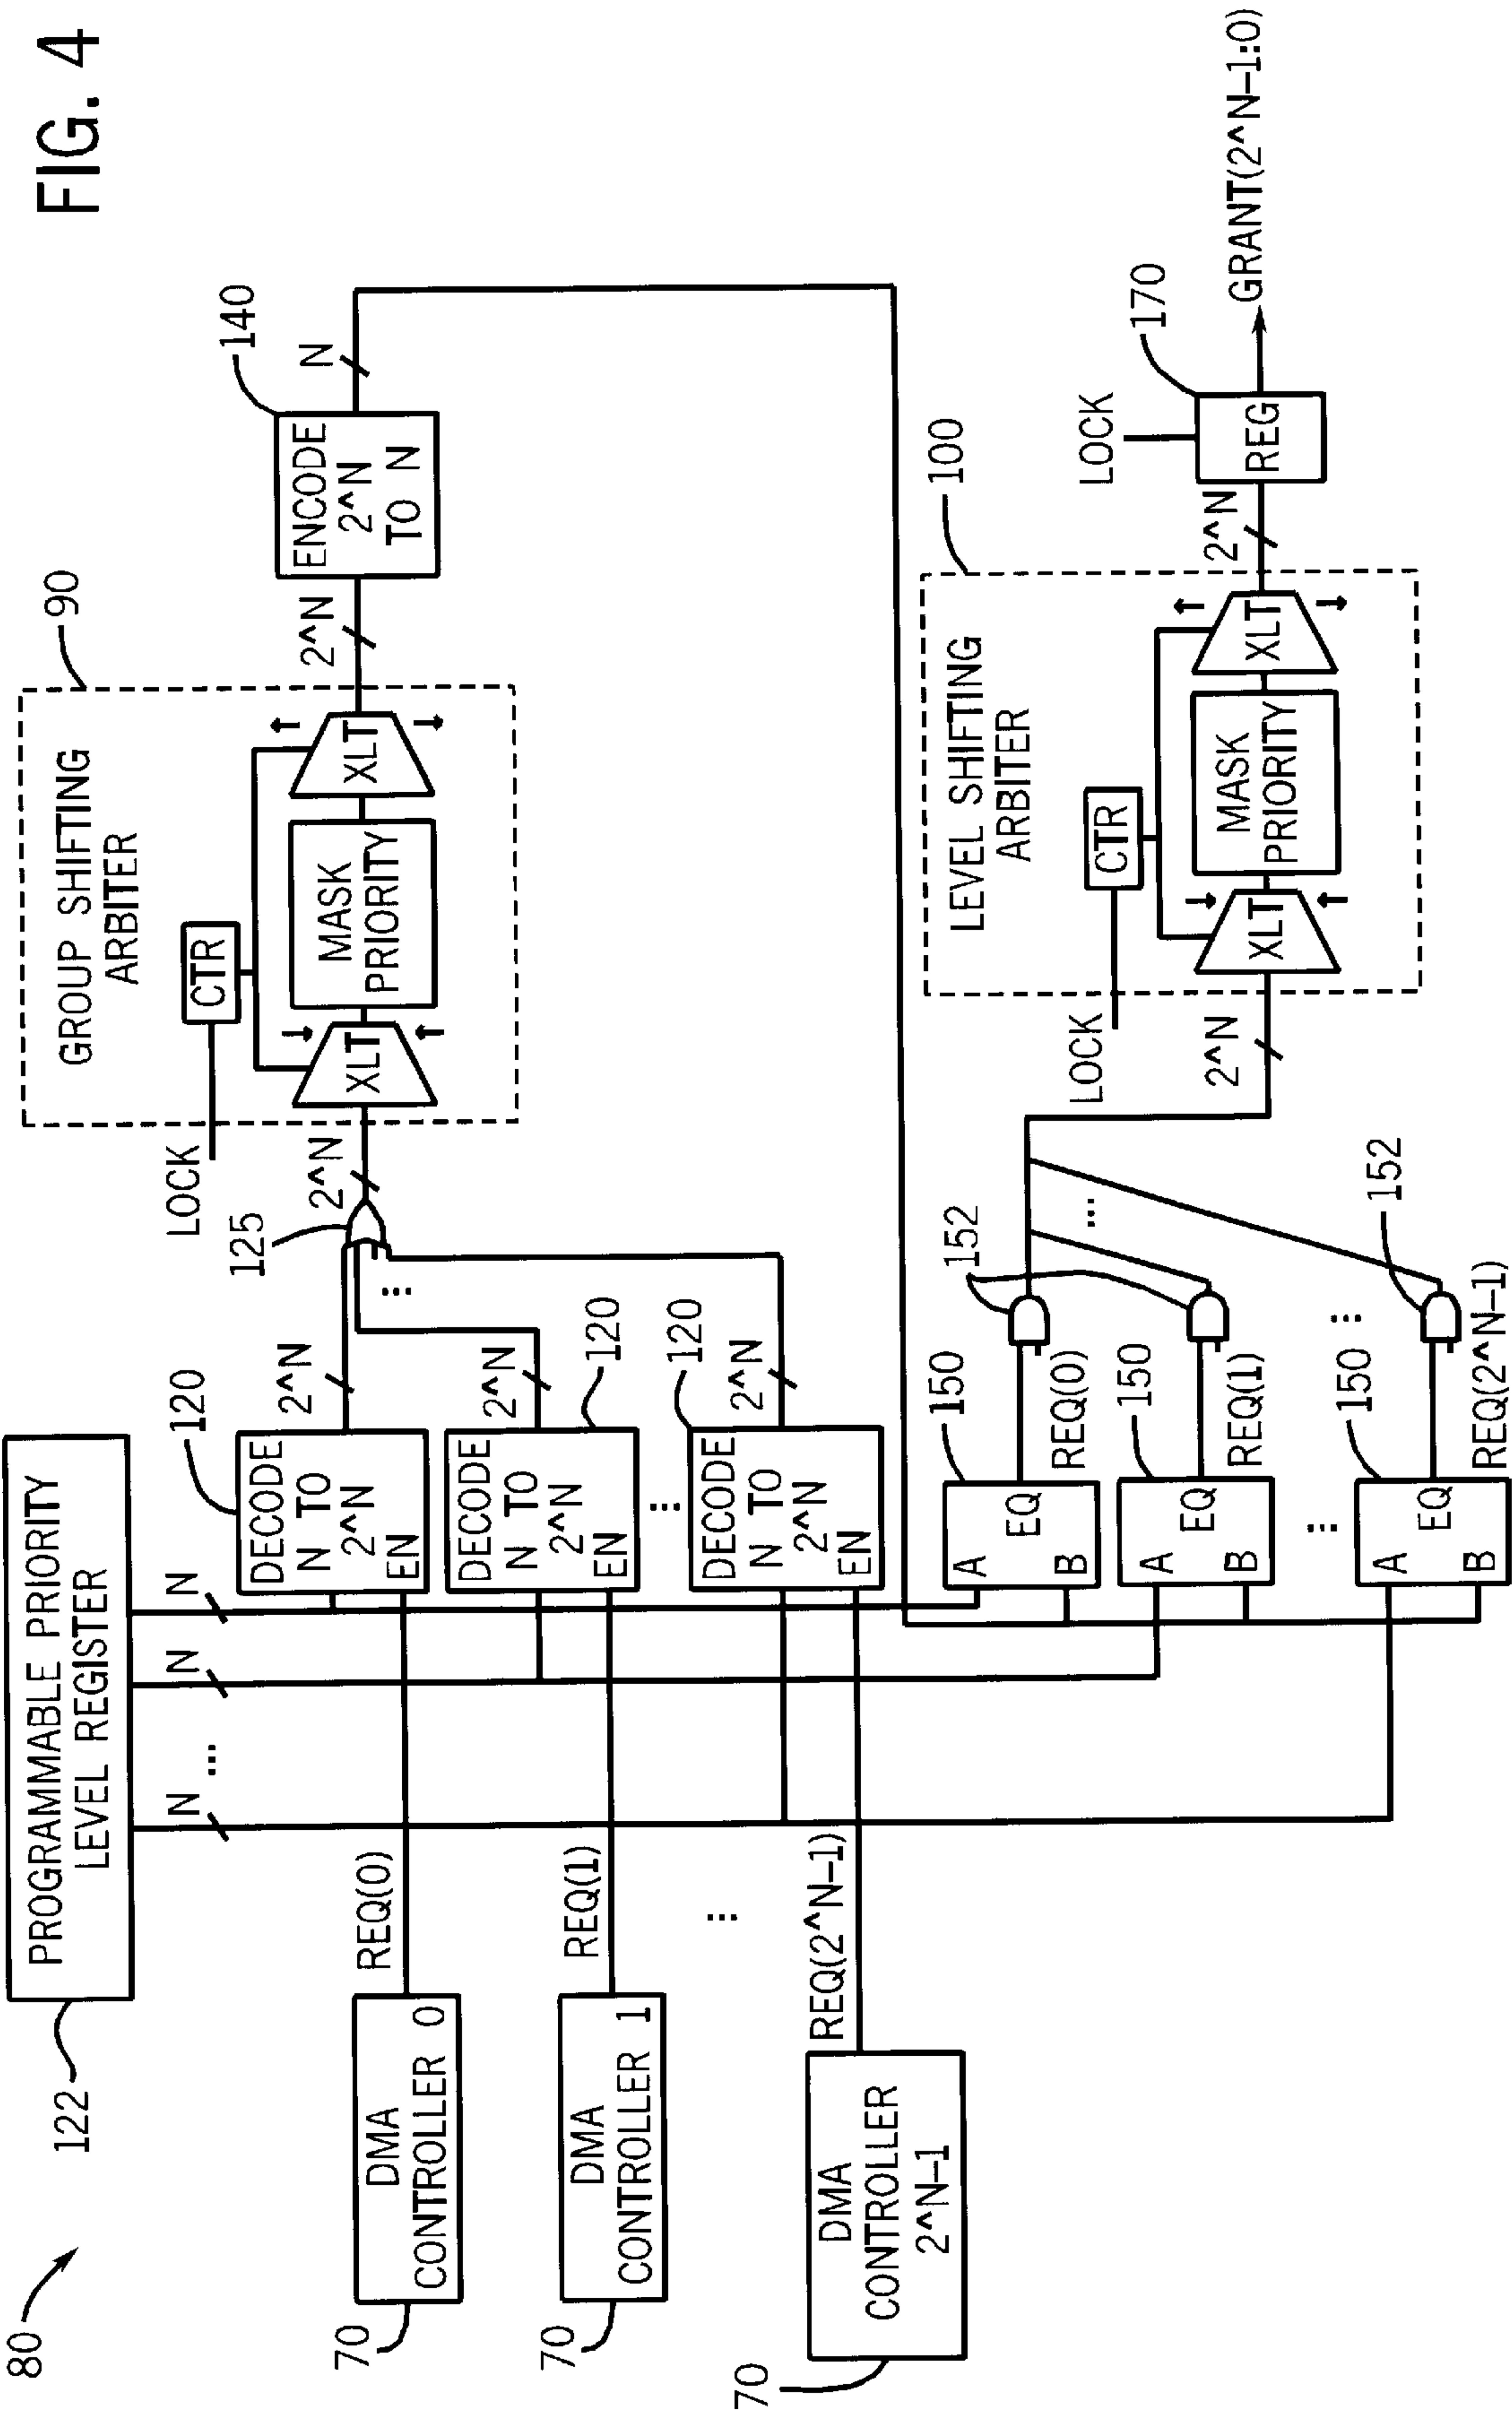 FIG. 4
80
122
PROGRAMMABLE PRIORITY
LEVEL REGISTER
N
N
...
N
70
DMA
CONTROLLER 0
REQ(0)
70
DMA
CONTROLLER 1
REQ(1)
...
70
DMA
CONTROLLER
2^N-1
REQ(2^N-1)
120
DECODE
N TO
2^N
EN
2^N
120
DECODE
N TO
2^N
EN
2^N
...
120
DECODE
N TO
2^N
EN
2^N
...
125
2^N
LOCK
90
GROUP SHIFTING
ARBITER
CTR
XLT
MASK
PRIORITY
XLT
2^N
140
ENCODE
2^N
TO N
N
150
A
EQ
B
REQ(0)
152
150
A
EQ
B
REQ(1)
...
...
150
A
EQ
B
REQ(2^N-1)
152
...
2^N
LOCK
100
LEVEL SHIFTING
ARBITER
CTR
XLT
MASK
PRIORITY
XLT
2^N
LOCK
170
REG
GRANT(2^N-1:0)